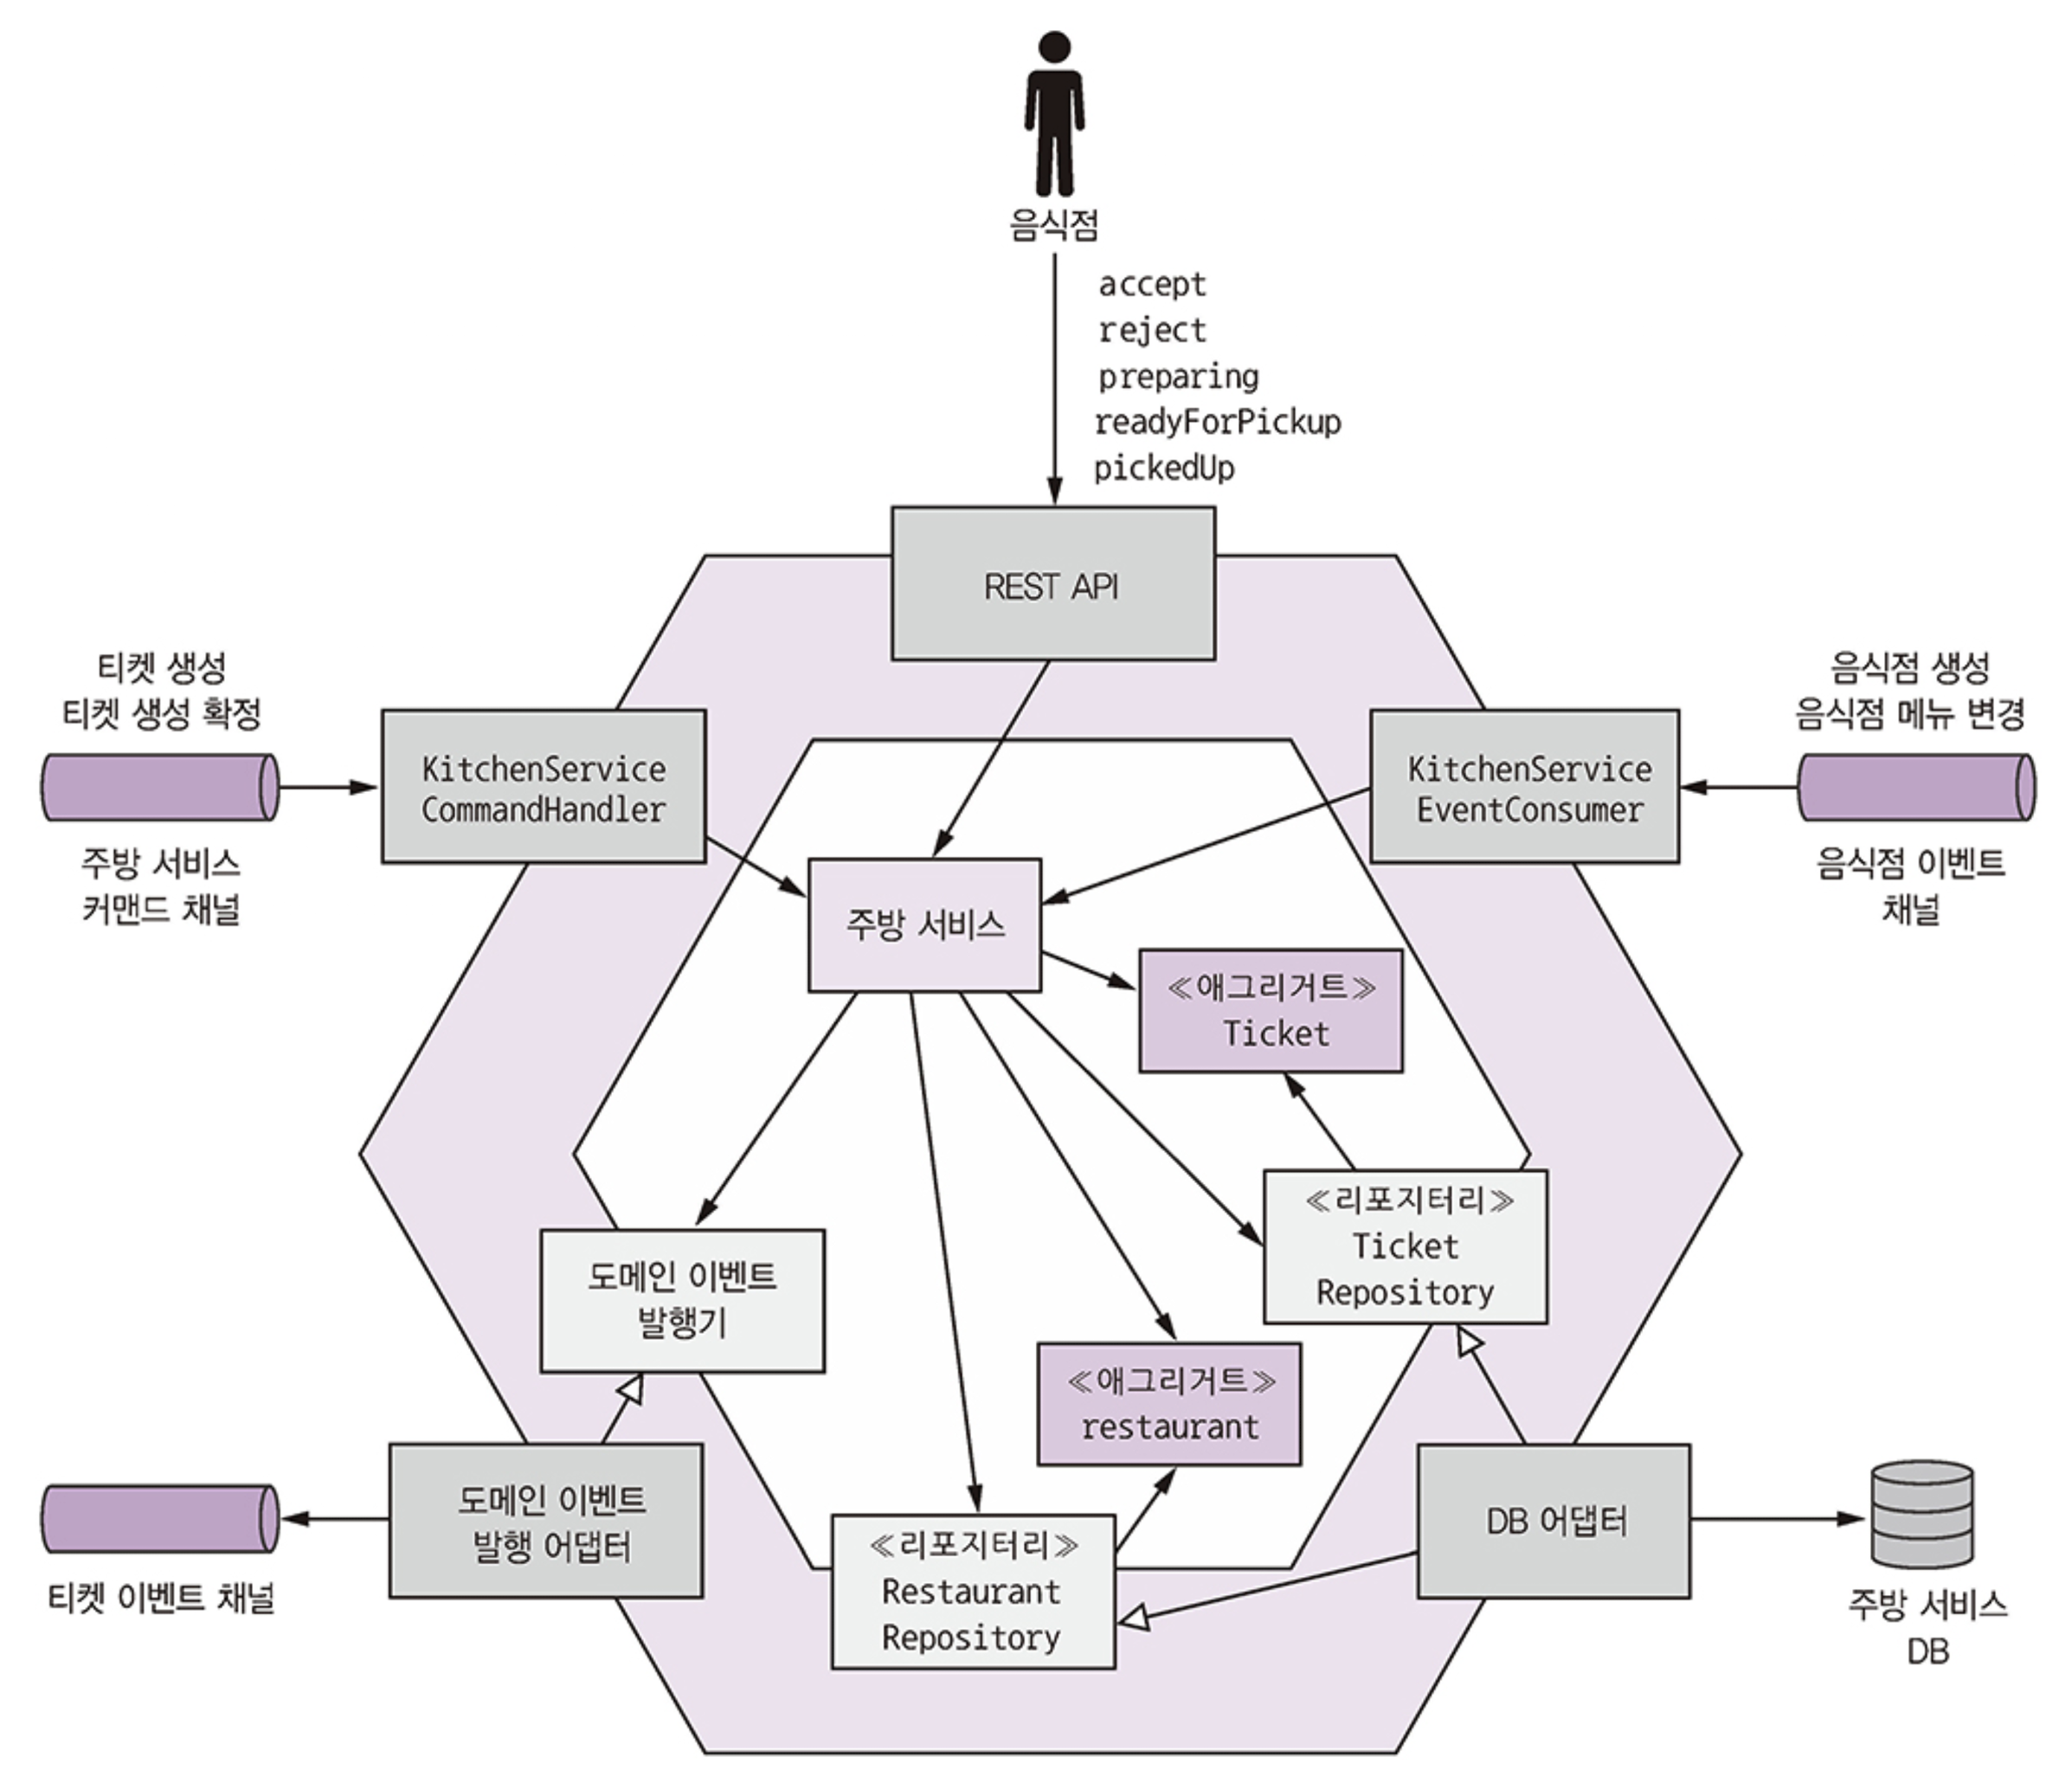 음식점
accept
reject
preparing
readyForPickup
pickedUp
REST API
티켓 생성
티켓 생성 확정
주방 서비스
커맨드 채널
KitchenService
CommandHandler
KitchenService
EventConsumer
음식점 생성
음식점 메뉴 변경
음식점 이벤트
채널
주방 서비스
≪애그리거트≫
Ticket
≪리포지터리≫
Ticket
Repository
도메인 이벤트
발행기
≪애그리거트≫
restaurant
도메인 이벤트
발행 어댑터
티켓 이벤트 채널
≪리포지터리≫
Restaurant
Repository
DB 어댑터
주방 서비스
DB